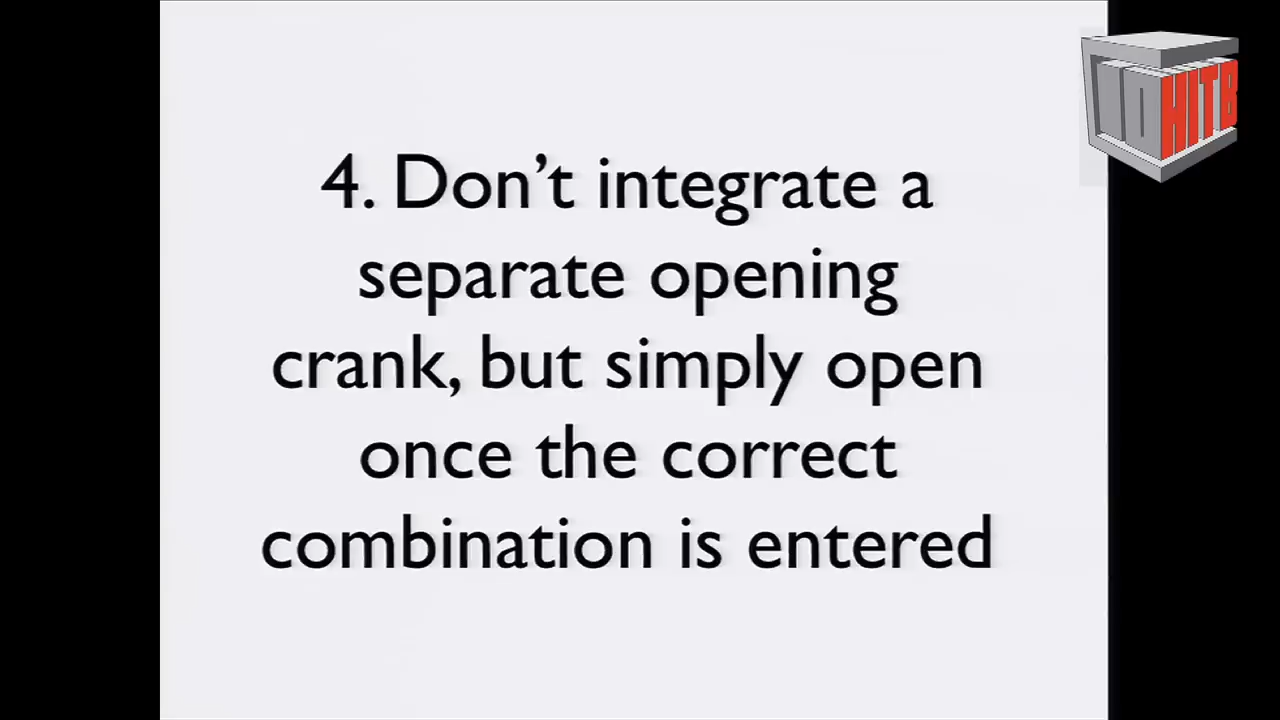 HITB
4. Don’t integrate a
separate opening
crank, but simply open
once the correct
combination is entered